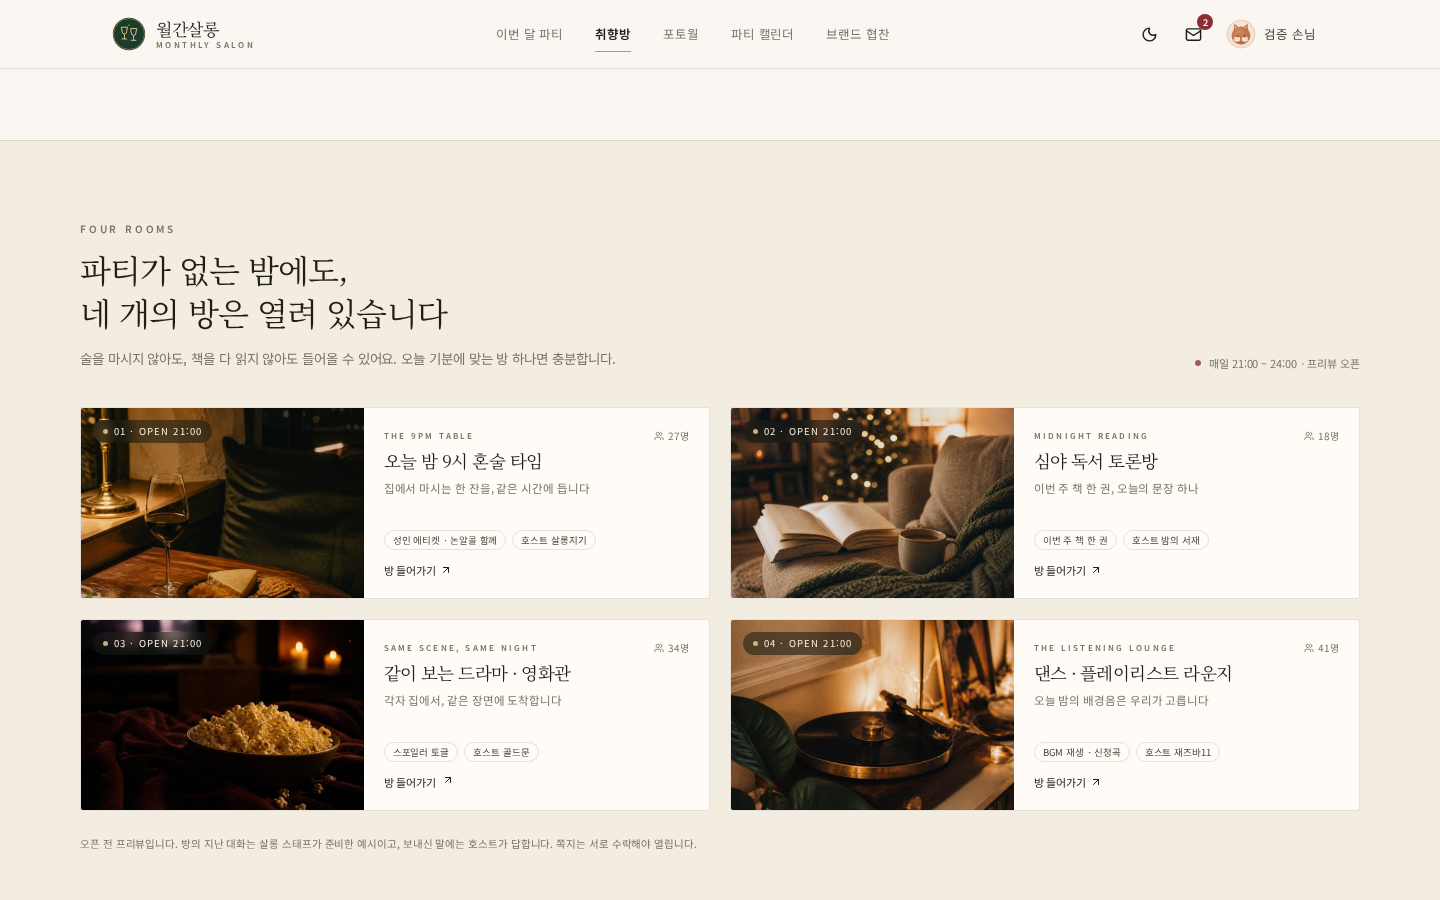 월간살롱
MONTHLY SALON
이번 달 파티
취향방
포토월
파티 캘린더
브랜드 협찬
2
검증 손님
FOUR ROOMS
파티가 없는 밤에도,
네 개의 방은 열려 있습니다
술을 마시지 않아도, 책을 다 읽지 않아도 들어올 수 있어요. 오늘 기분에 맞는 방 하나면 충분합니다.
매일 21:00 – 24:00 · 프리뷰 오픈
01 · OPEN 21:00
THE 9PM TABLE
27명
오늘 밤 9시 혼술 타임
집에서 마시는 한 잔을, 같은 시간에 듭니다
성인 에티켓 · 논알콜 함께
호스트 살롱지기
방 들어가기
02 · OPEN 21:00
MIDNIGHT READING
18명
심야 독서 토론방
이번 주 책 한 권, 오늘의 문장 하나
이번 주 책 한 권
호스트 밤의 서재
방 들어가기
03 · OPEN 21:00
SAME SCENE, SAME NIGHT
34명
같이 보는 드라마 · 영화관
각자 집에서, 같은 장면에 도착합니다
스포일러 토글
호스트 골드문
방 들어가기
04 · OPEN 21:00
THE LISTENING LOUNGE
41명
댄스 · 플레이리스트 라운지
오늘 밤의 배경음은 우리가 고릅니다
BGM 재생 · 신청곡
호스트 재즈바11
방 들어가기
오픈 전 프리뷰입니다. 방의 지난 대화는 살롱 스태프가 준비한 예시이고, 보내신 말에는 호스트가 답합니다. 쪽지는 서로 수락해야 열립니다.